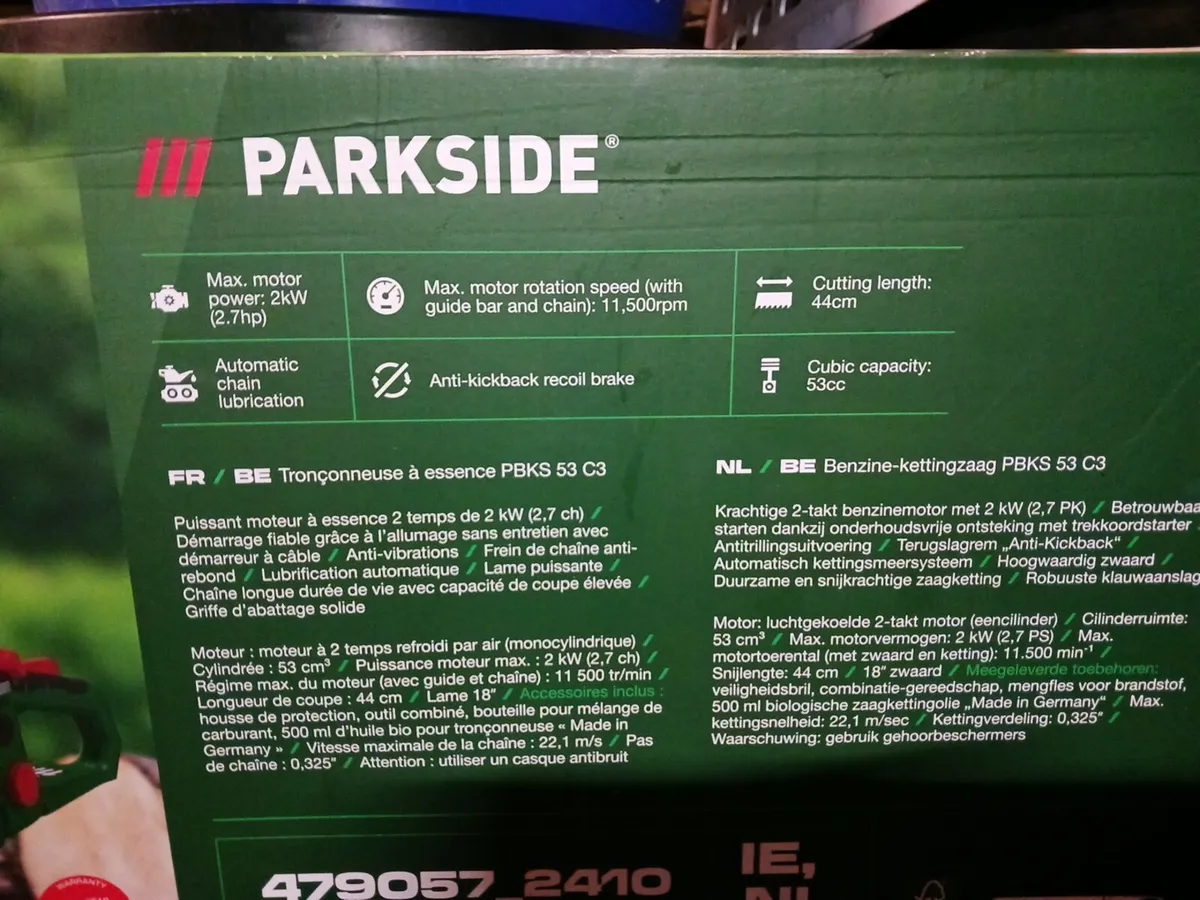 PARKSIDE®
Max. motor
power: 2kW
(2.7hp)
Max. motor rotation speed (with
guide bar and chain): 11,500rpm
Cutting length:
44cm
Automatic
chain
lubrication
Anti-kickback recoil brake
Cubic capacity:
53cc
FR / BE Tronçonneuse à essence PBKS 53 C3
Puissant moteur à essence 2 temps de 2 kW (2,7 ch) /
Démarrage fiable grâce à l'allumage sans entretien avec
démarreur à câble / Anti-vibrations / Frein de chaîne anti-
rebond / Lubrification automatique / Lame puissante /
Chaîne longue durée de vie avec capacité de coupe élevée /
Griffe d'abattage solide
Moteur : moteur à 2 temps refroidi par air (monocylindrique) /
Cylindrée : 53 cm³ / Puissance moteur max. : 2 kW (2,7 ch) /
Régime max. du moteur (avec guide et chaîne) : 11 500 tr/min /
Longueur de coupe : 44 cm / Lame 18" / Accessoires inclus :
housse de protection, outil combiné, bouteille pour mélange de
carburant, 500 ml d'huile bio pour tronçonneuse « Made in
Germany » / Vitesse maximale de la chaîne : 22,1 m/s / Pas
de chaîne : 0,325" / Attention : utiliser un casque antibruit
NL / BE Benzine-kettingzaag PBKS 53 C3
Krachtige 2-takt benzinemotor met 2 kW (2,7 PK) / Betrouwbaa
starten dankzij onderhoudsvrije ontsteking met trekkoordstarter
Antitrillingsuitvoering / Terugslagrem „Anti-Kickback" /
Automatisch kettingsmeersysteem / Hoogwaardig zwaard /
Duurzame en snijkrachtige zaagketting / Robuuste klauwaanslag
Motor: luchtgekoelde 2-takt motor (eencilinder) / Cilinderruimte:
53 cm³ / Max. motorvermogen: 2 kW (2,7 PS) / Max.
motortoerental (met zwaard en ketting): 11.500 min⁻¹ /
Snijlengte: 44 cm / 18" zwaard / Meegeleverde toebehoren:
veiligheidsbril, combinatie-gereedschap, mengfles voor brandstof,
500 ml biologische zaagkettingolie „Made in Germany" / Max.
kettingsnelheid: 22,1 m/sec / Kettingverdeling: 0,325" /
Waarschuwing: gebruik gehoorbeschermers
479057_2410
IE,
NI
WARRANTY